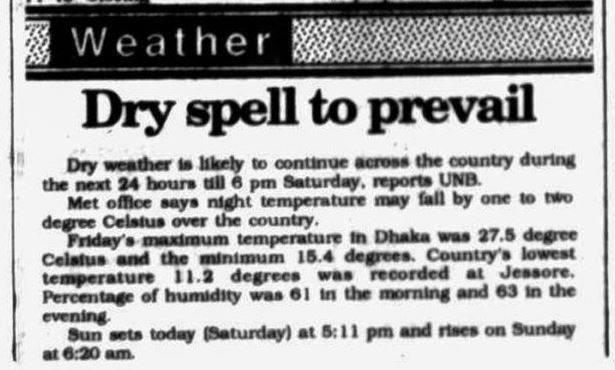 Weather
Dry spell to prevail
Dry weather is likely to continue across the country during
the next 24 hours till 6 pm Saturday, reports UNB.
Met office says night temperature may fall by one to two
degree Celsius over the country.
Friday's maximum temperature in Dhaka was 27.5 degree
Celsius and the minimum 15.4 degrees. Country's lowest
temperature 11.2 degrees was recorded at Jessore.
Percentage of humidity was 61 in the morning and 63 in the
evening.
Sun sets today (Saturday) at 5:11 pm and rises on Sunday
at 6:20 am.